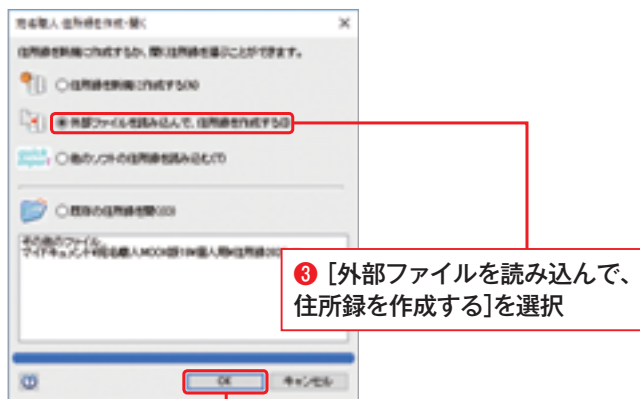 宛名職人 住所録を作成・開く
住所録を新規に作成するか、開く住所録を選ぶことができます。
住所録を新規に作成する(N)
外部ファイルを読み込んで、住所録を作成する(I)
他のソフトの住所録を読み込む(T)
既存の住所録を開く(O)
その他のファイル...
❸ [外部ファイルを読み込んで、
住所録を作成する]を選択
OK キャンセル